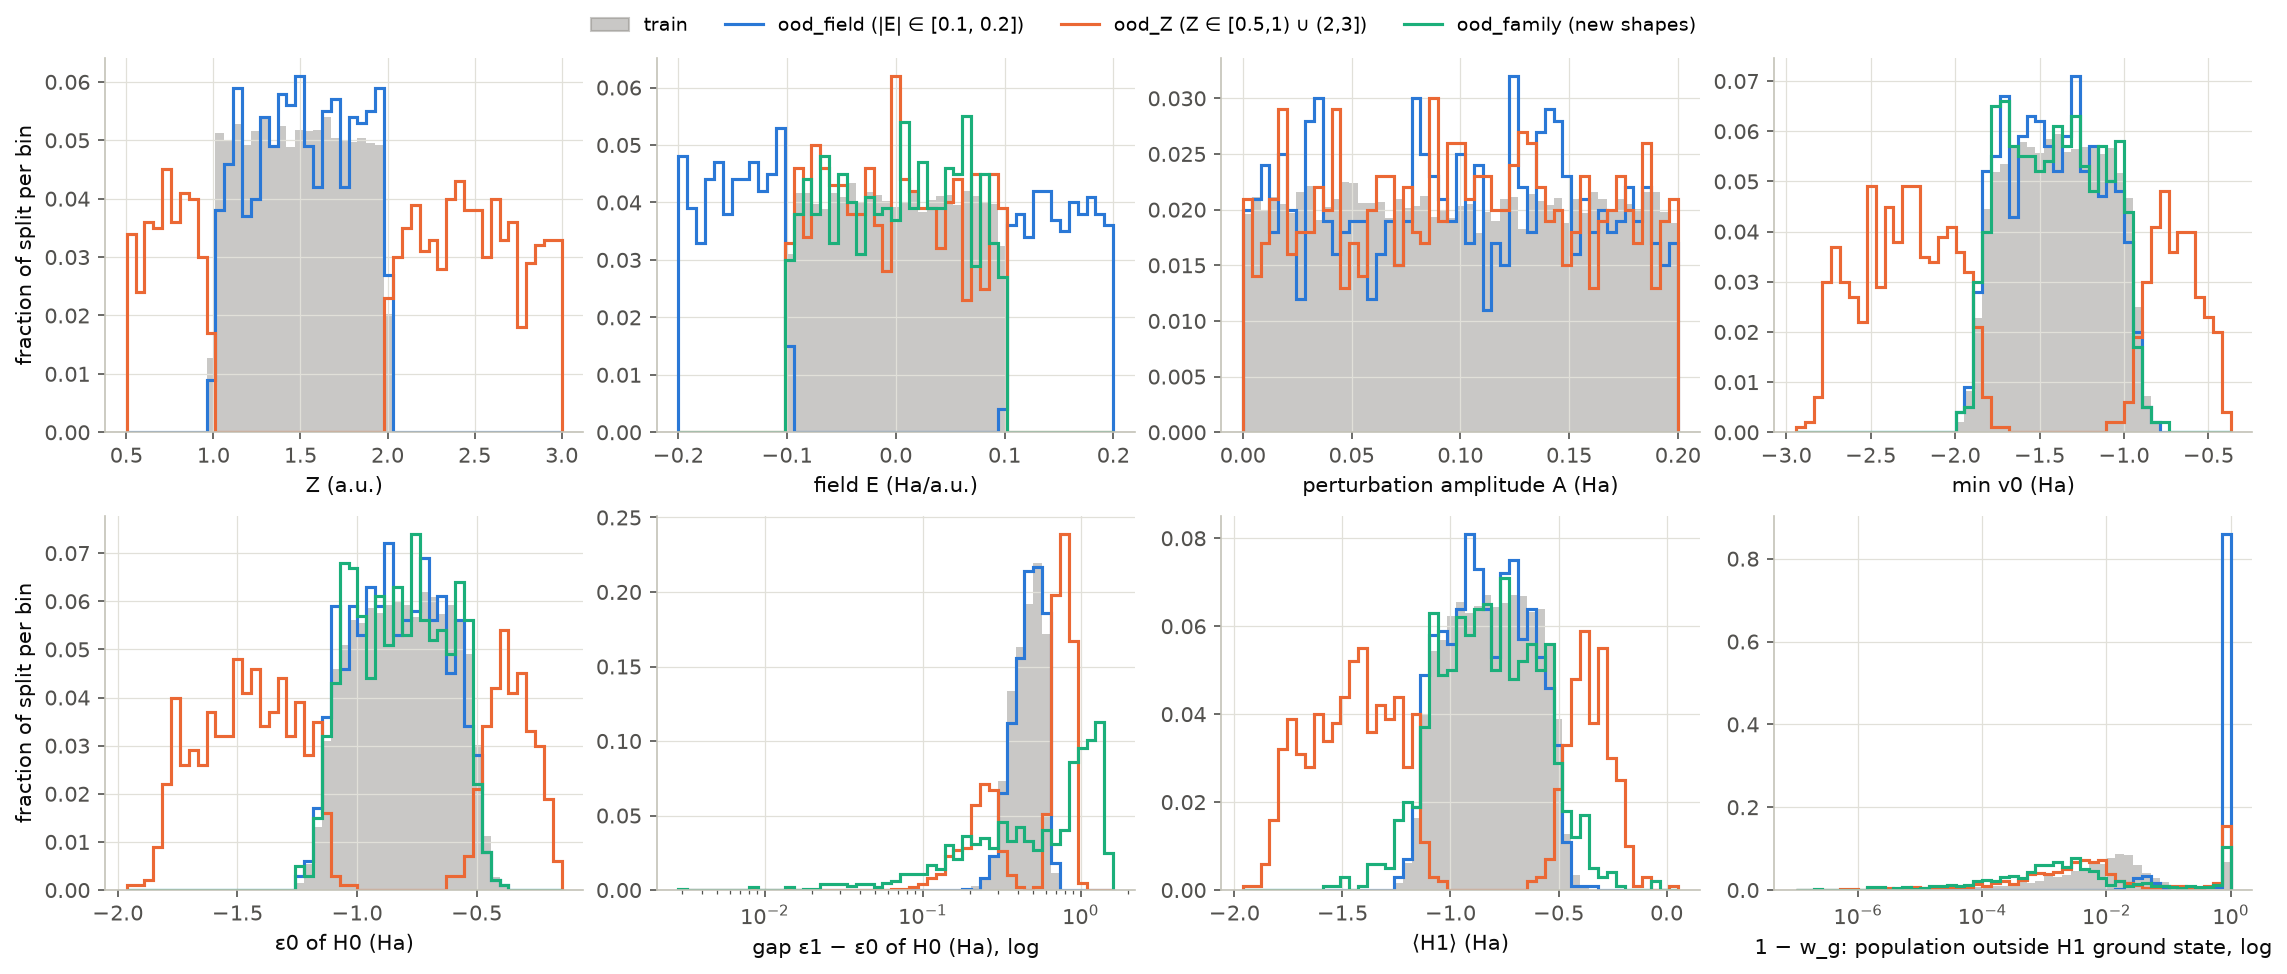 train
ood_field (|E| ∈ [0.1, 0.2])
ood_Z (Z ∈ [0.5,1) ∪ (2,3])
ood_family (new shapes)
fraction of split per bin
0.06
0.05
0.04
0.03
0.02
0.01
0.00
0.5 1.0 1.5 2.0 2.5 3.0
Z (a.u.)
0.06
0.05
0.04
0.03
0.02
0.01
0.00
−0.2 −0.1 0.0 0.1 0.2
field E (Ha/a.u.)
0.030
0.025
0.020
0.015
0.010
0.005
0.000
0.00 0.05 0.10 0.15 0.20
perturbation amplitude A (Ha)
0.07
0.06
0.05
0.04
0.03
0.02
0.01
0.00
−3.0 −2.5 −2.0 −1.5 −1.0 −0.5
min v0 (Ha)
fraction of split per bin
0.07
0.06
0.05
0.04
0.03
0.02
0.01
0.00
−2.0 −1.5 −1.0 −0.5
ε0 of H0 (Ha)
0.25
0.20
0.15
0.10
0.05
0.00
10⁻² 10⁻¹ 10⁰
gap ε1 − ε0 of H0 (Ha), log
0.08
0.06
0.04
0.02
0.00
−2.0 −1.5 −1.0 −0.5 0.0
⟨H1⟩ (Ha)
0.8
0.6
0.4
0.2
0.0
10⁻⁶ 10⁻⁴ 10⁻² 10⁰
1 − w_g: population outside H1 ground state, log